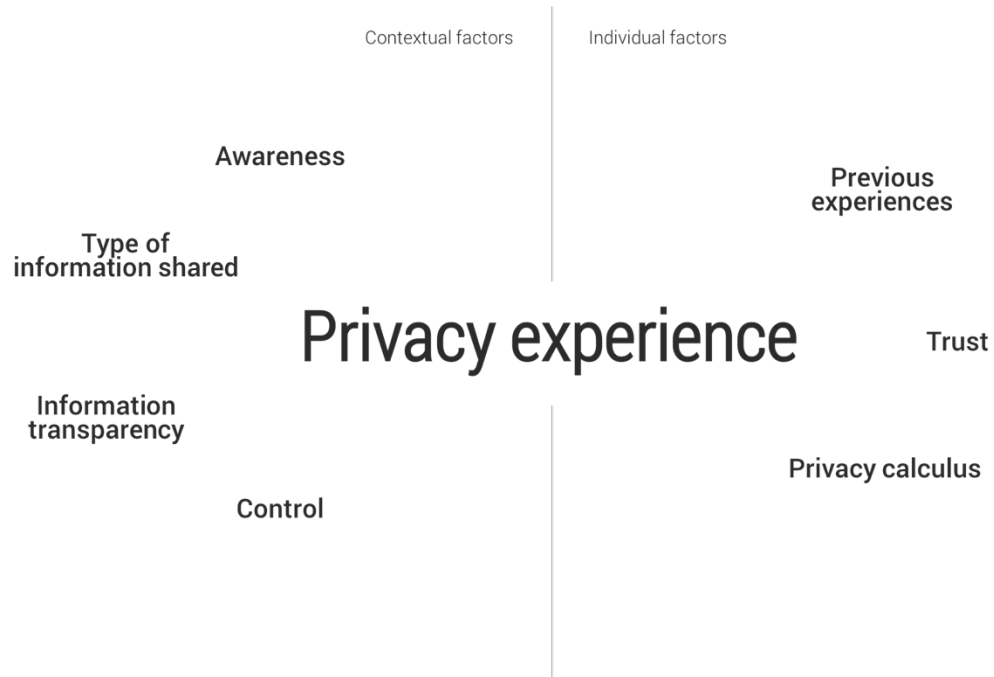 Contextual factors
Individual factors
Awareness
Previous
experiences
Type of
information shared
Privacy experience
Trust
Information
transparency
Privacy calculus
Control